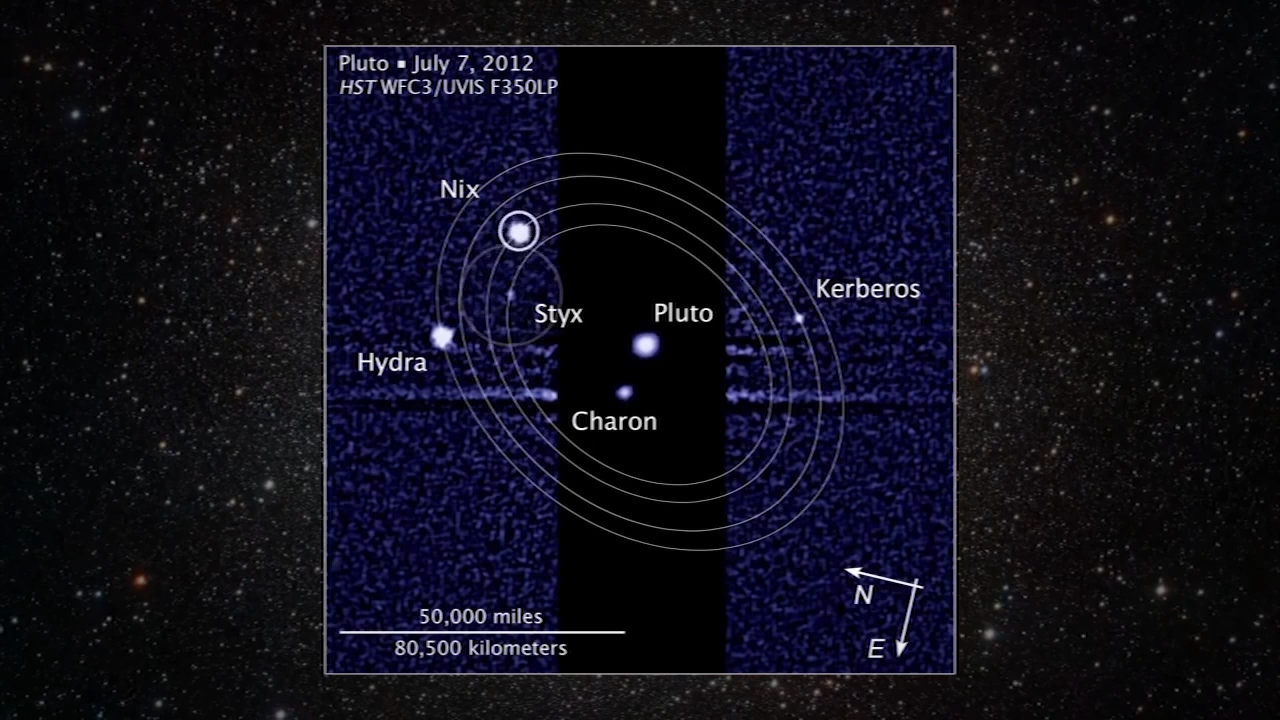 Pluto ▪ July 7, 2012
HST WFC3/UVIS F350LP
Nix
Kerberos
Styx
Pluto
Hydra
Charon
N
50,000 miles
80,500 kilometers
E